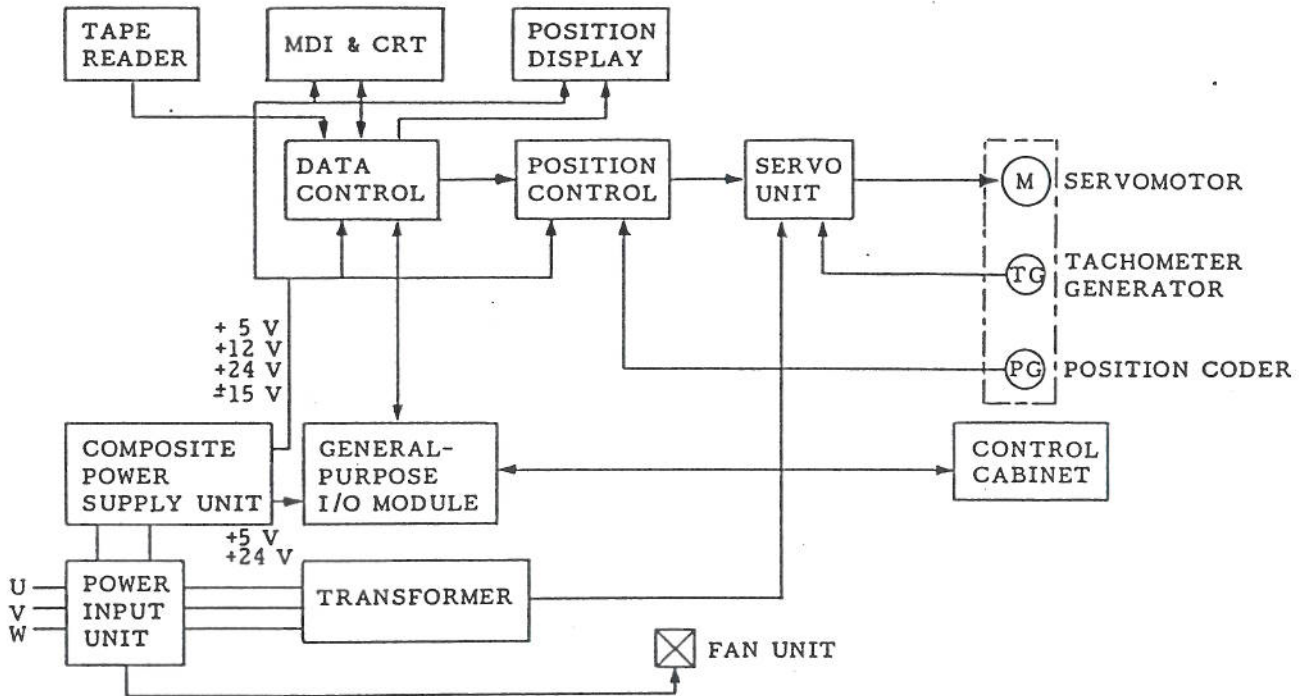 TAPE
READER
MDI & CRT
POSITION
DISPLAY
DATA
CONTROL
POSITION
CONTROL
SERVO
UNIT
M
SERVOMOTOR
TG
TACHOMETER
GENERATOR
PG
POSITION CODER
+ 5 V
+12 V
+24 V
±15 V
COMPOSITE
POWER
SUPPLY UNIT
GENERAL-
PURPOSE
I/O MODULE
CONTROL
CABINET
+5 V
+24 V
U
V
W
POWER
INPUT
UNIT
TRANSFORMER
FAN UNIT